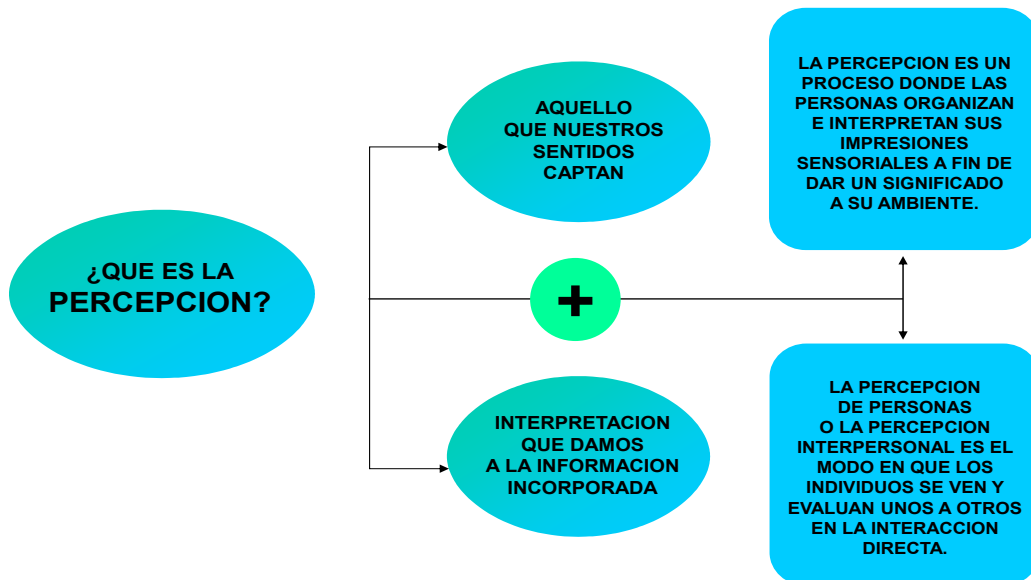 ¿QUE ES LA
PERCEPCION?
AQUELLO
QUE NUESTROS
SENTIDOS
CAPTAN
+
INTERPRETACION
QUE DAMOS
A LA INFORMACION
INCORPORADA
LA PERCEPCION ES UN
PROCESO DONDE LAS
PERSONAS ORGANIZAN
E INTERPRETAN SUS
IMPRESIONES
SENSORIALES A FIN DE
DAR UN SIGNIFICADO
A SU AMBIENTE.
LA PERCEPCION
DE PERSONAS
O LA PERCEPCION
INTERPERSONAL ES EL
MODO EN QUE LOS
INDIVIDUOS SE VEN Y
EVALUAN UNOS A OTROS
EN LA INTERACCION
DIRECTA.